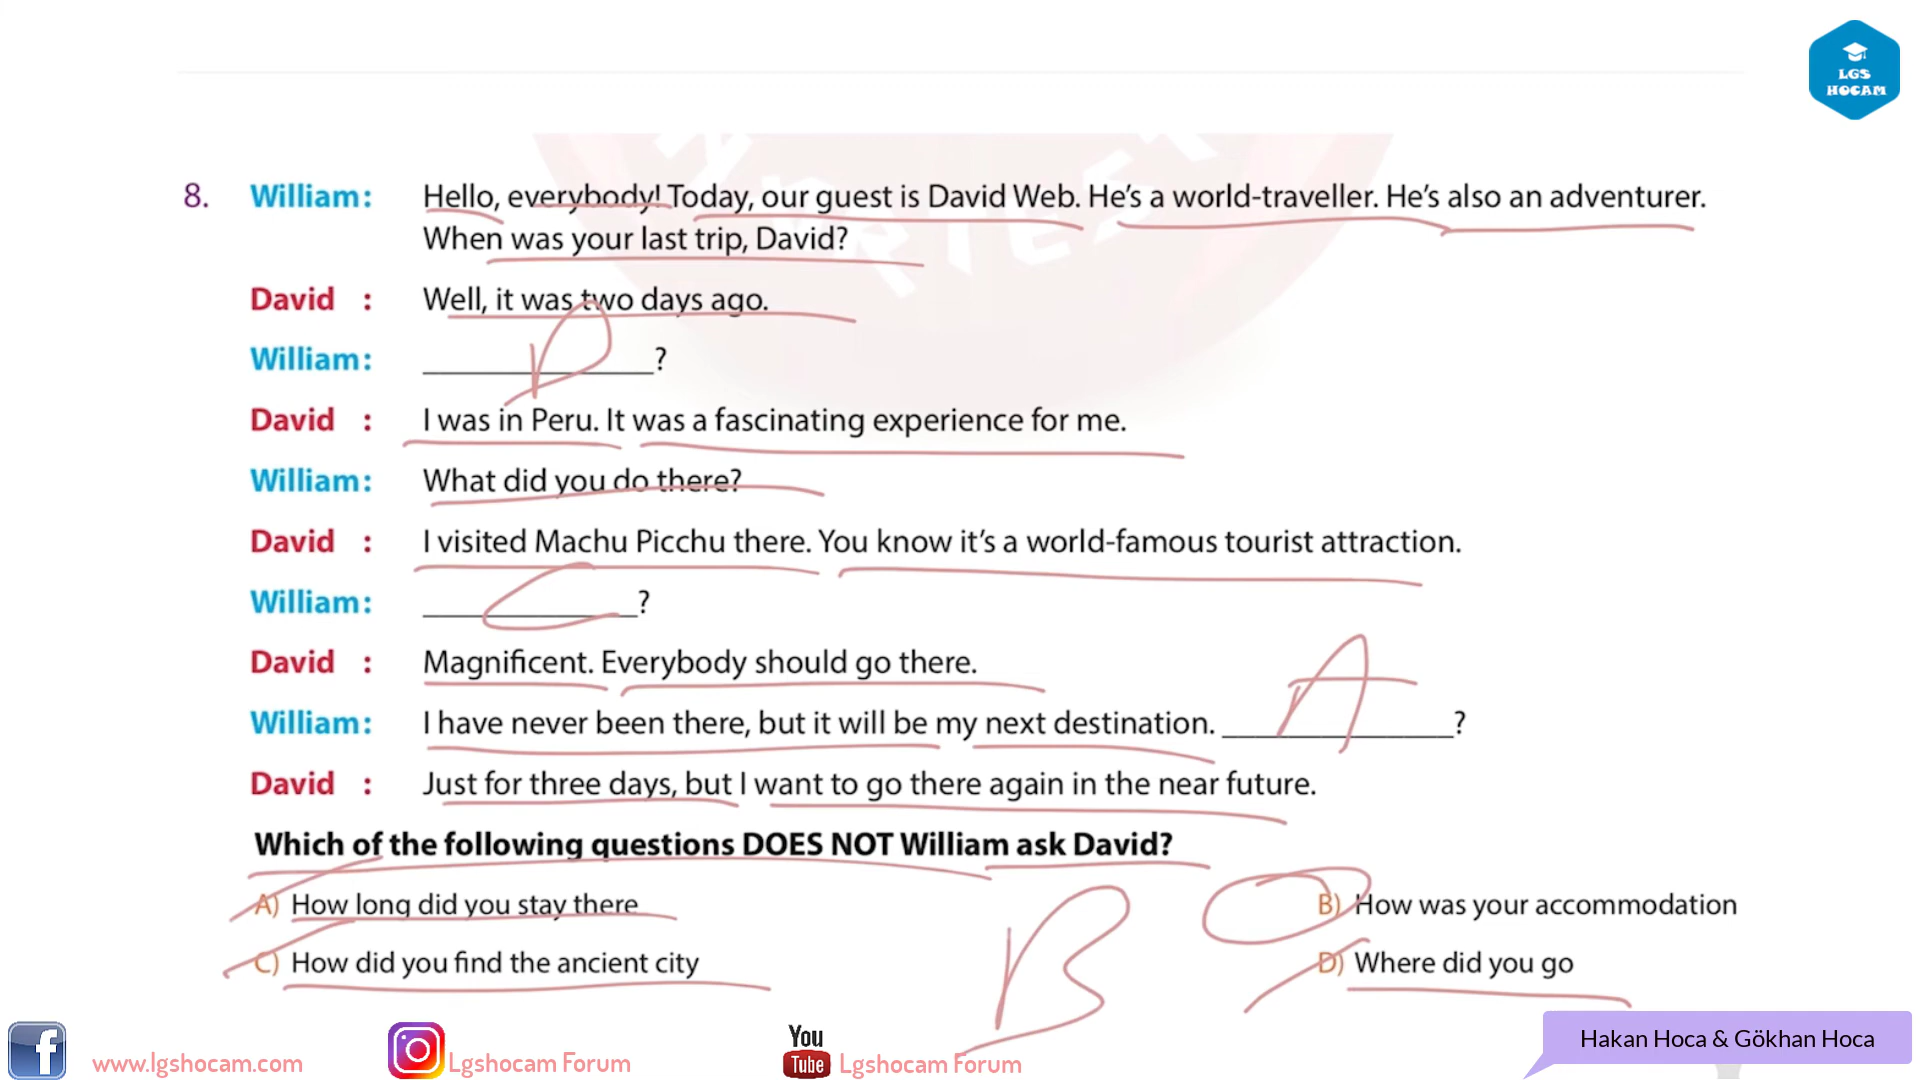 LGS
HOCAM
8. William: Hello, everybody! Today, our guest is David Web. He's a world-traveller. He's also an adventurer.
When was your last trip, David?
David : Well, it was two days ago.
William: ____________? D
David : I was in Peru. It was a fascinating experience for me.
William: What did you do there?
David : I visited Machu Picchu there. You know it's a world-famous tourist attraction.
William: ____________? C
David : Magnificent. Everybody should go there.
William: I have never been there, but it will be my next destination. ____________? A
David : Just for three days, but I want to go there again in the near future.
Which of the following questions DOES NOT William ask David?
A) How long did you stay there B) How was your accommodation
C) How did you find the ancient city D) Where did you go
B
f www.lgshocam.com Lgshocam Forum You Tube Lgshocam Forum Hakan Hoca & Gökhan Hoca